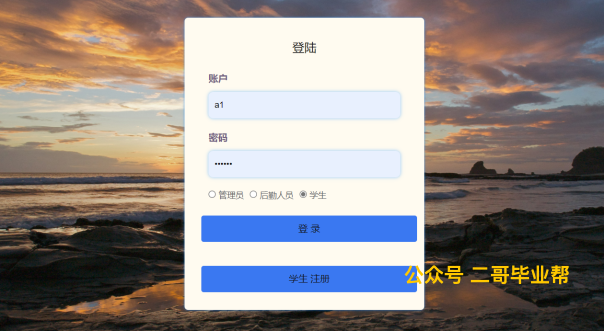 登陆
账户
a1
密码
••••••
管理员 后勤人员 学生
登 录
学生 注册
公众号 二哥毕业帮